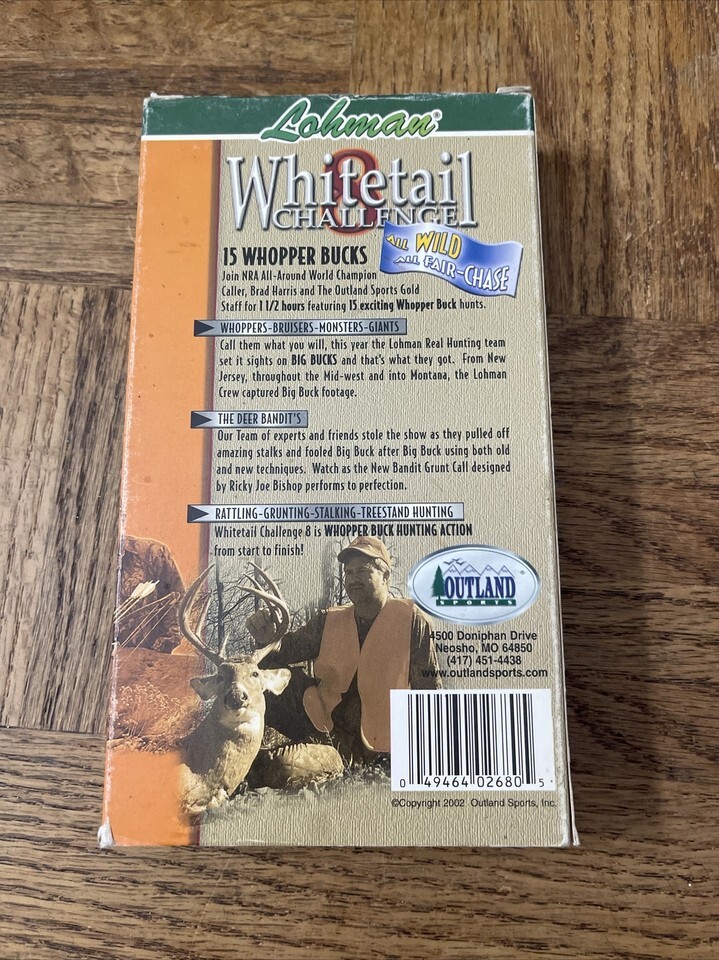 Lohman®
Whitetail
8
CHALLENGE
ALL WILD
ALL FAIR-CHASE
15 WHOPPER BUCKS
Join NRA All-Around World Champion
Caller, Brad Harris and The Outland Sports Gold
Staff for 1 1/2 hours featuring 15 exciting Whopper Buck hunts.
WHOPPERS-BRUISERS-MONSTERS-GIANTS
Call them what you will, this year the Lohman Real Hunting team
set it sights on BIG BUCKS and that's what they got. From New
Jersey, throughout the Mid-west and into Montana, the Lohman
Crew captured Big Buck footage.
THE DEER BANDIT'S
Our Team of experts and friends stole the show as they pulled off
amazing stalks and fooled Big Buck after Big Buck using both old
and new techniques. Watch as the New Bandit Grunt Call designed
by Ricky Joe Bishop performs to perfection.
RATTLING-GRUNTING-STALKING-TREESTAND HUNTING
Whitetail Challenge 8 is WHOPPER BUCK HUNTING ACTION
from start to finish!
OUTLAND
SPORTS
4500 Doniphan Drive
Neosho, MO 64850
(417) 451-4438
www.outlandsports.com
0 49464 02680 5
©Copyright 2002 Outland Sports, Inc.